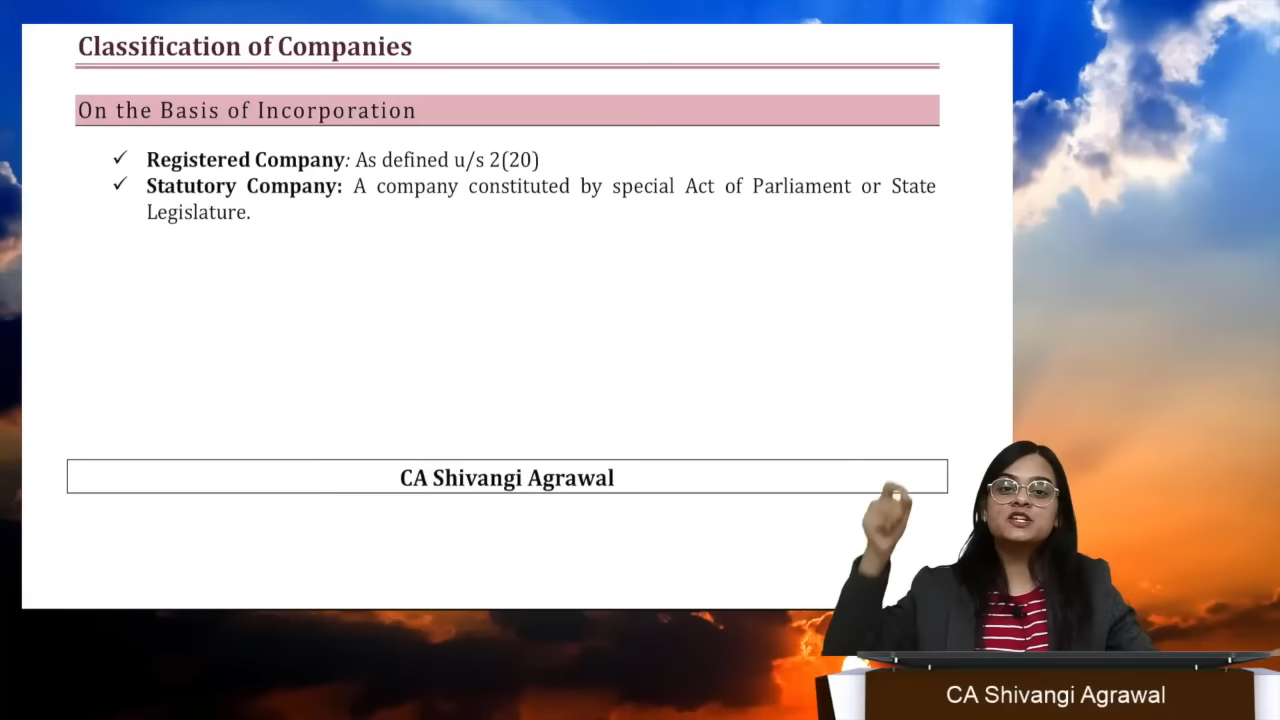 Classification of Companies
On the Basis of Incorporation
✓ Registered Company: As defined u/s 2(20)
✓ Statutory Company: A company constituted by special Act of Parliament or State
Legislature.
CA Shivangi Agrawal
CA Shivangi Agrawal